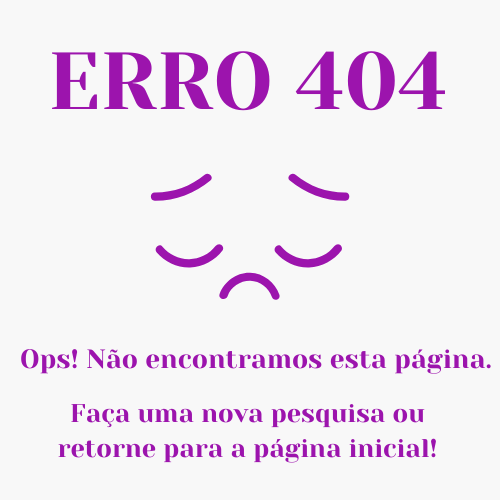 ERRO 404
Ops! Não encontramos esta página.
Faça uma nova pesquisa ou
retorne para a página inicial!